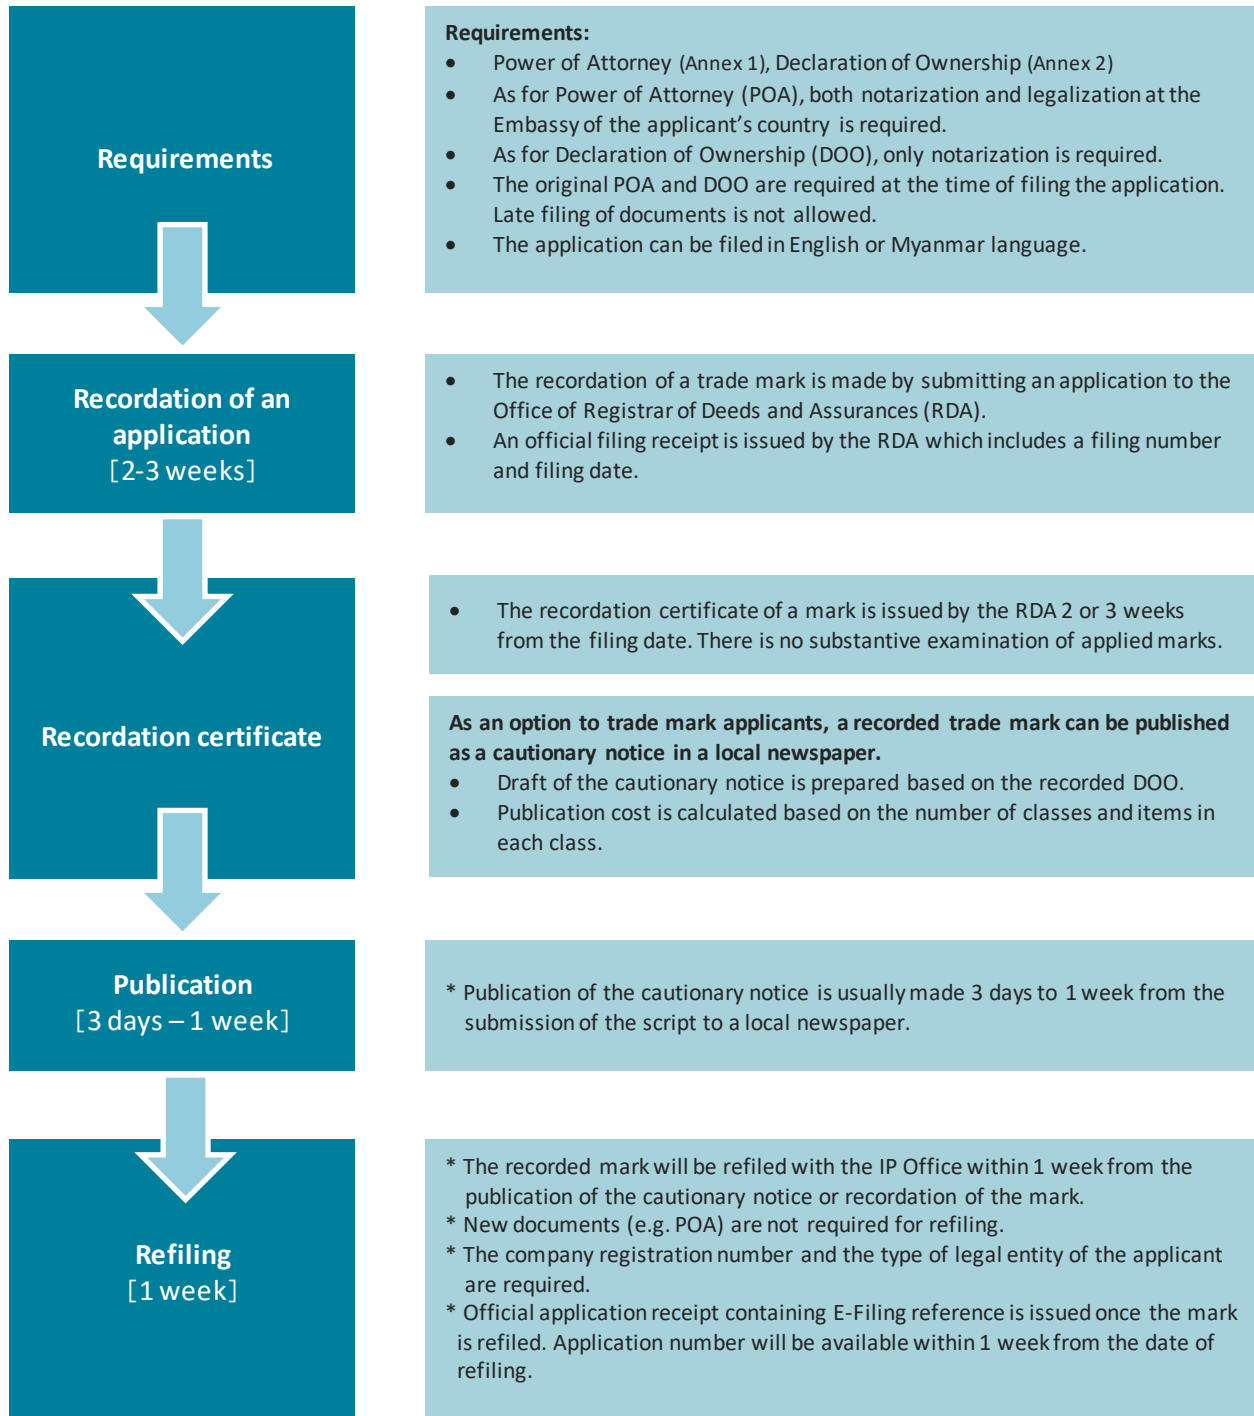 Requirements
Requirements:
• Power of Attorney (Annex 1), Declaration of Ownership (Annex 2)
• As for Power of Attorney (POA), both notarization and legalization at the
Embassy of the applicant’s country is required.
• As for Declaration of Ownership (DOO), only notarization is required.
• The original POA and DOO are required at the time of filing the application.
Late filing of documents is not allowed.
• The application can be filed in English or Myanmar language.
Recordation of an
application
[2-3 weeks]
• The recordation of a trade mark is made by submitting an application to the
Office of Registrar of Deeds and Assurances (RDA).
• An official filing receipt is issued by the RDA which includes a filing number
and filing date.
Recordation certificate
• The recordation certificate of a mark is issued by the RDA 2 or 3 weeks
from the filing date. There is no substantive examination of applied marks.
As an option to trade mark applicants, a recorded trade mark can be published
as a cautionary notice in a local newspaper.
• Draft of the cautionary notice is prepared based on the recorded DOO.
• Publication cost is calculated based on the number of classes and items in
each class.
Publication
[3 days – 1 week]
* Publication of the cautionary notice is usually made 3 days to 1 week from the
submission of the script to a local newspaper.
Refiling
[1 week]
* The recorded mark will be refiled with the IP Office within 1 week from the
publication of the cautionary notice or recordation of the mark.
* New documents (e.g. POA) are not required for refiling.
* The company registration number and the type of legal entity of the applicant
are required.
* Official application receipt containing E-Filing reference is issued once the mark
is refiled. Application number will be available within 1 week from the date of
refiling.